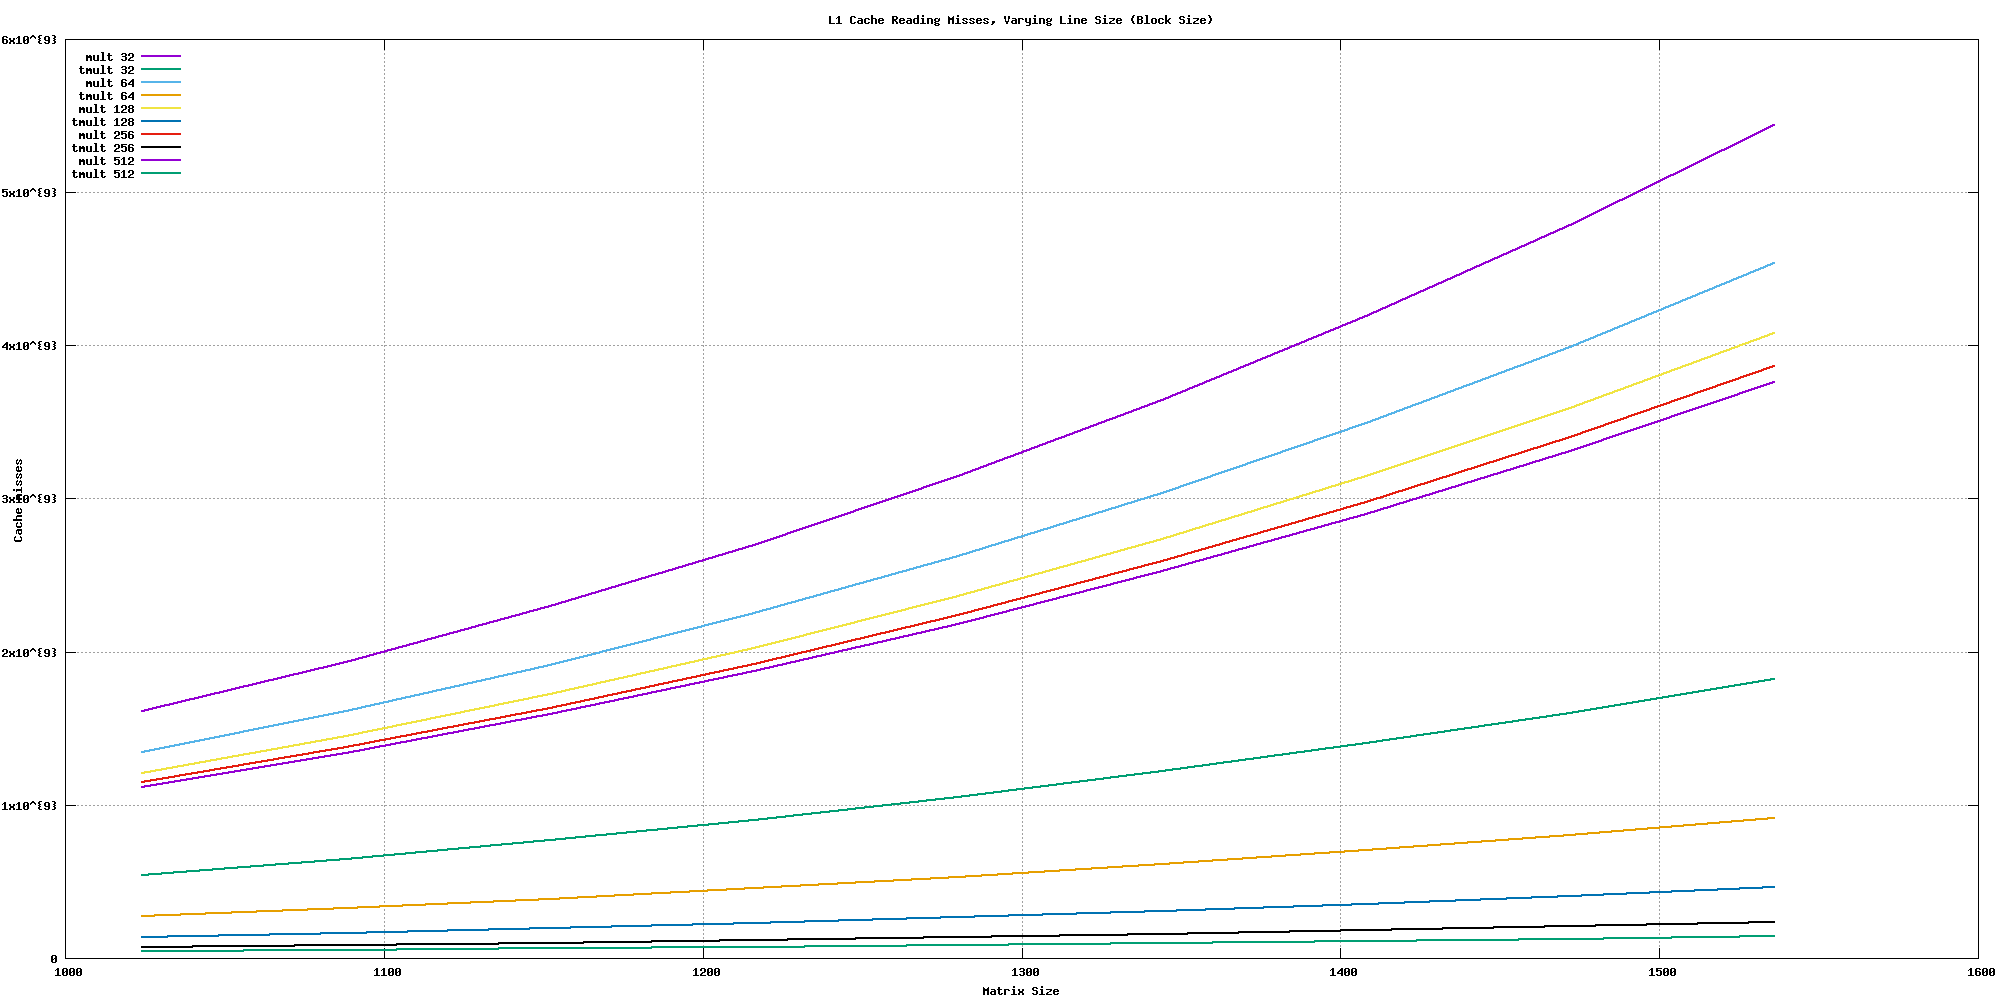 L1 Cache Reading Misses, Varying Line Size (Block Size)
6x10^{9}
mult 32
tmult 32
mult 64
tmult 64
mult 128
tmult 128
mult 256
tmult 256
mult 512
tmult 512
5x10^{9}
4x10^{9}
3x10^{9}
Cache misses
2x10^{9}
1x10^{9}
0
1000 1100 1200 1300 1400 1500 1600
Matrix Size